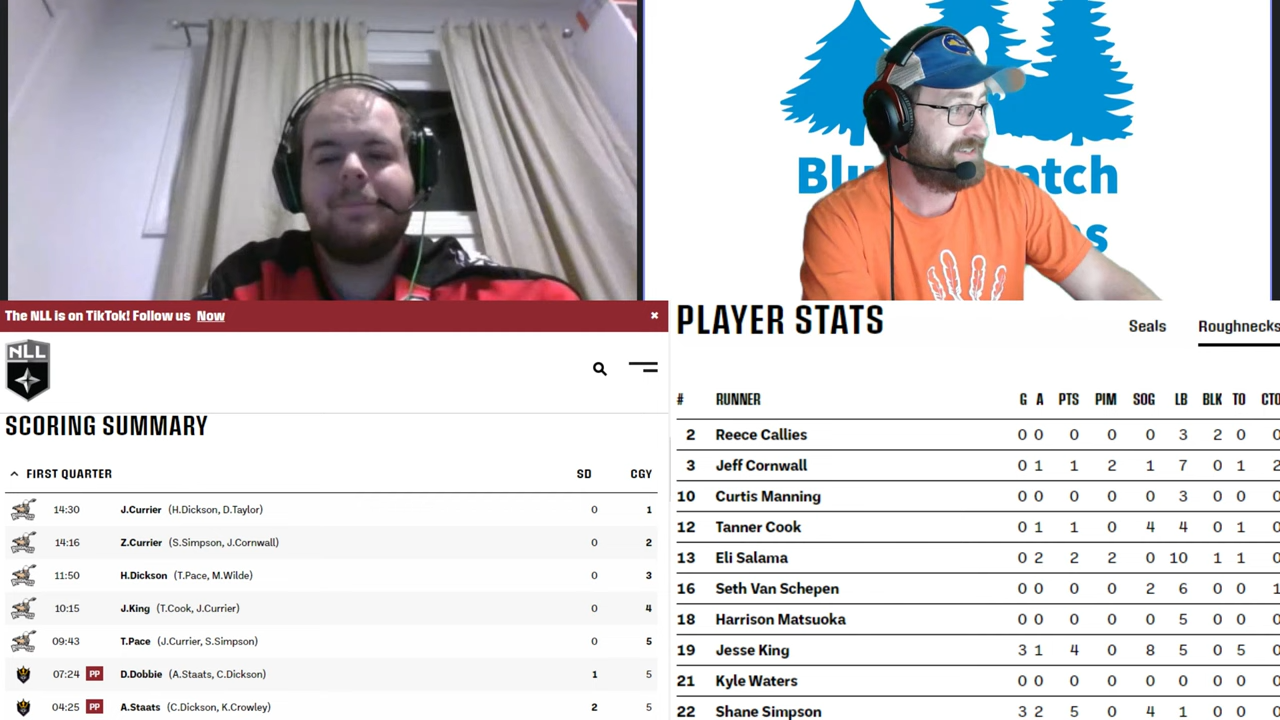 Blu atch
ns
The NLL is on TikTok! Follow us Now ×
NLL
SCORING SUMMARY
FIRST QUARTER SD CGY
14:30 J.Currier (H.Dickson, D.Taylor) 0 1
14:16 Z.Currier (S.Simpson, J.Cornwall) 0 2
11:50 H.Dickson (T.Pace, M.Wilde) 0 3
10:15 J.King (T.Cook, J.Currier) 0 4
09:43 T.Pace (J.Currier, S.Simpson) 0 5
07:24 PP D.Dobbie (A.Staats, C.Dickson) 1 5
04:25 PP A.Staats (C.Dickson, K.Crowley) 2 5
PLAYER STATS Seals Roughnecks
# RUNNER G A PTS PIM SOG LB BLK TO CTO
2 Reece Callies 0 0 0 0 0 3 2 0 0
3 Jeff Cornwall 0 1 1 2 1 7 0 1 2
10 Curtis Manning 0 0 0 0 0 3 0 0 0
12 Tanner Cook 0 1 1 0 4 4 0 1 0
13 Eli Salama 0 2 2 2 0 10 1 1 0
16 Seth Van Schepen 0 0 0 0 2 6 0 0 1
18 Harrison Matsuoka 0 0 0 0 0 5 0 0 0
19 Jesse King 3 1 4 0 8 5 0 5 0
21 Kyle Waters 0 0 0 0 0 0 0 0 0
22 Shane Simpson 3 2 5 0 4 1 0 0 0